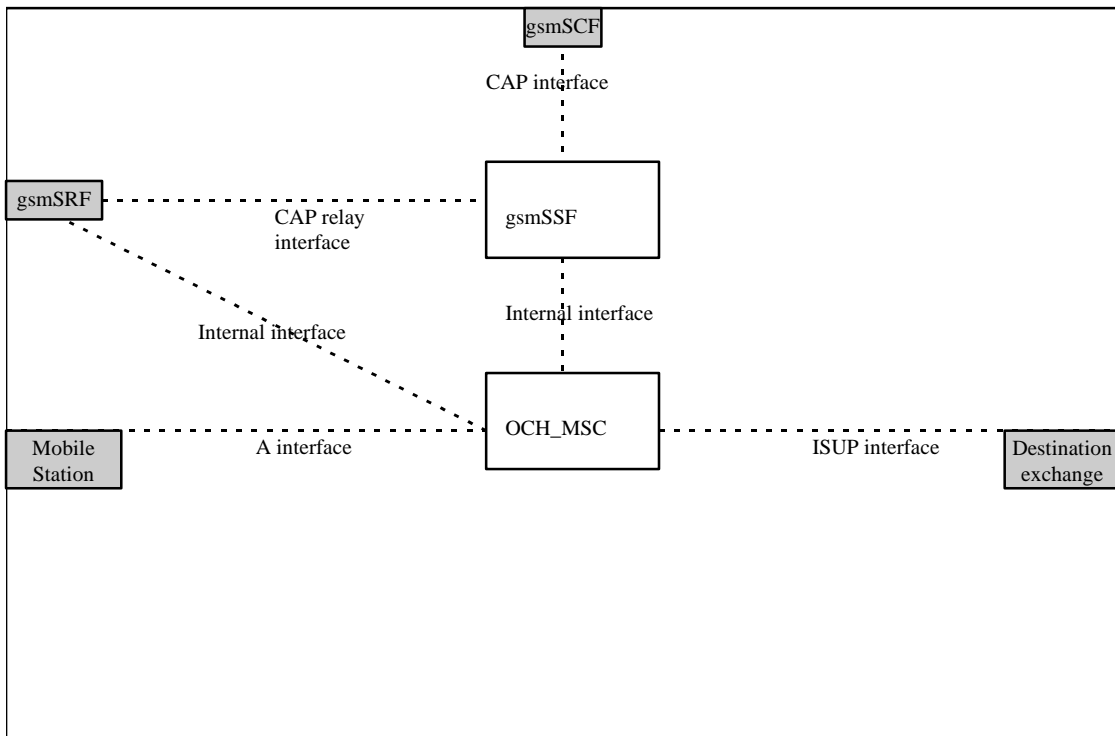 gsmSCF
CAP interface
gsmSRF
gsmSSF
CAP relay
interface
Internal interface
Internal interface
OCH_MSC
Mobile
Station
A interface
ISUP interface
Destination
exchange